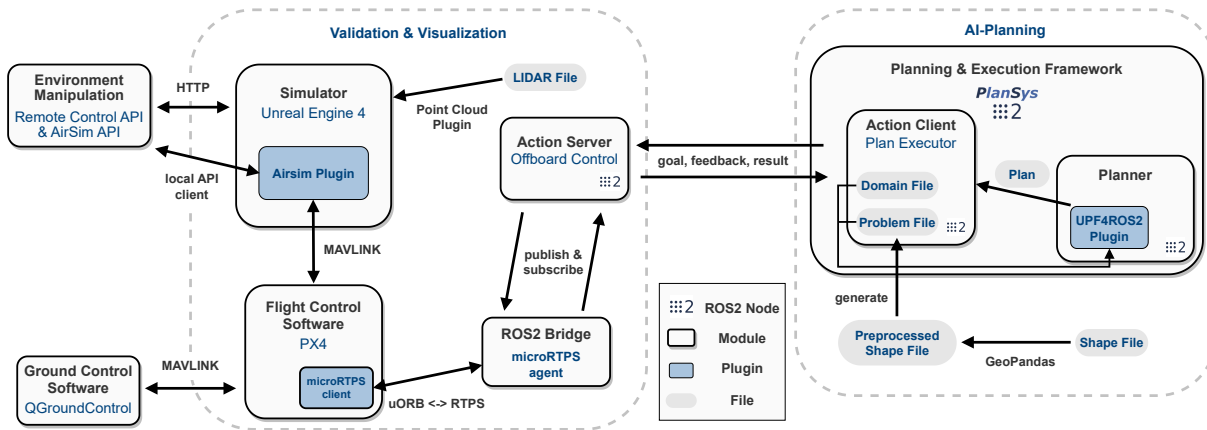 Validation & Visualization
AI-Planning
Environment
Manipulation
Remote Control API
& AirSim API
HTTP
local API
client
Simulator
Unreal Engine 4
Airsim Plugin
LIDAR File
Point Cloud
Plugin
MAVLINK
Flight Control
Software
PX4
microRTPS
client
Ground Control
Software
QGroundControl
MAVLINK
uORB <-> RTPS
ROS2 Bridge
microRTPS
agent
publish &
subscribe
Action Server
Offboard Control
2
goal, feedback, result
Planning & Execution Framework
PlanSys
2
Action Client
Plan Executor
Domain File
Problem File
2
Plan
Planner
UPF4ROS2
Plugin
2
generate
Preprocessed
Shape File
GeoPandas
Shape File
2 ROS2 Node
Module
Plugin
File